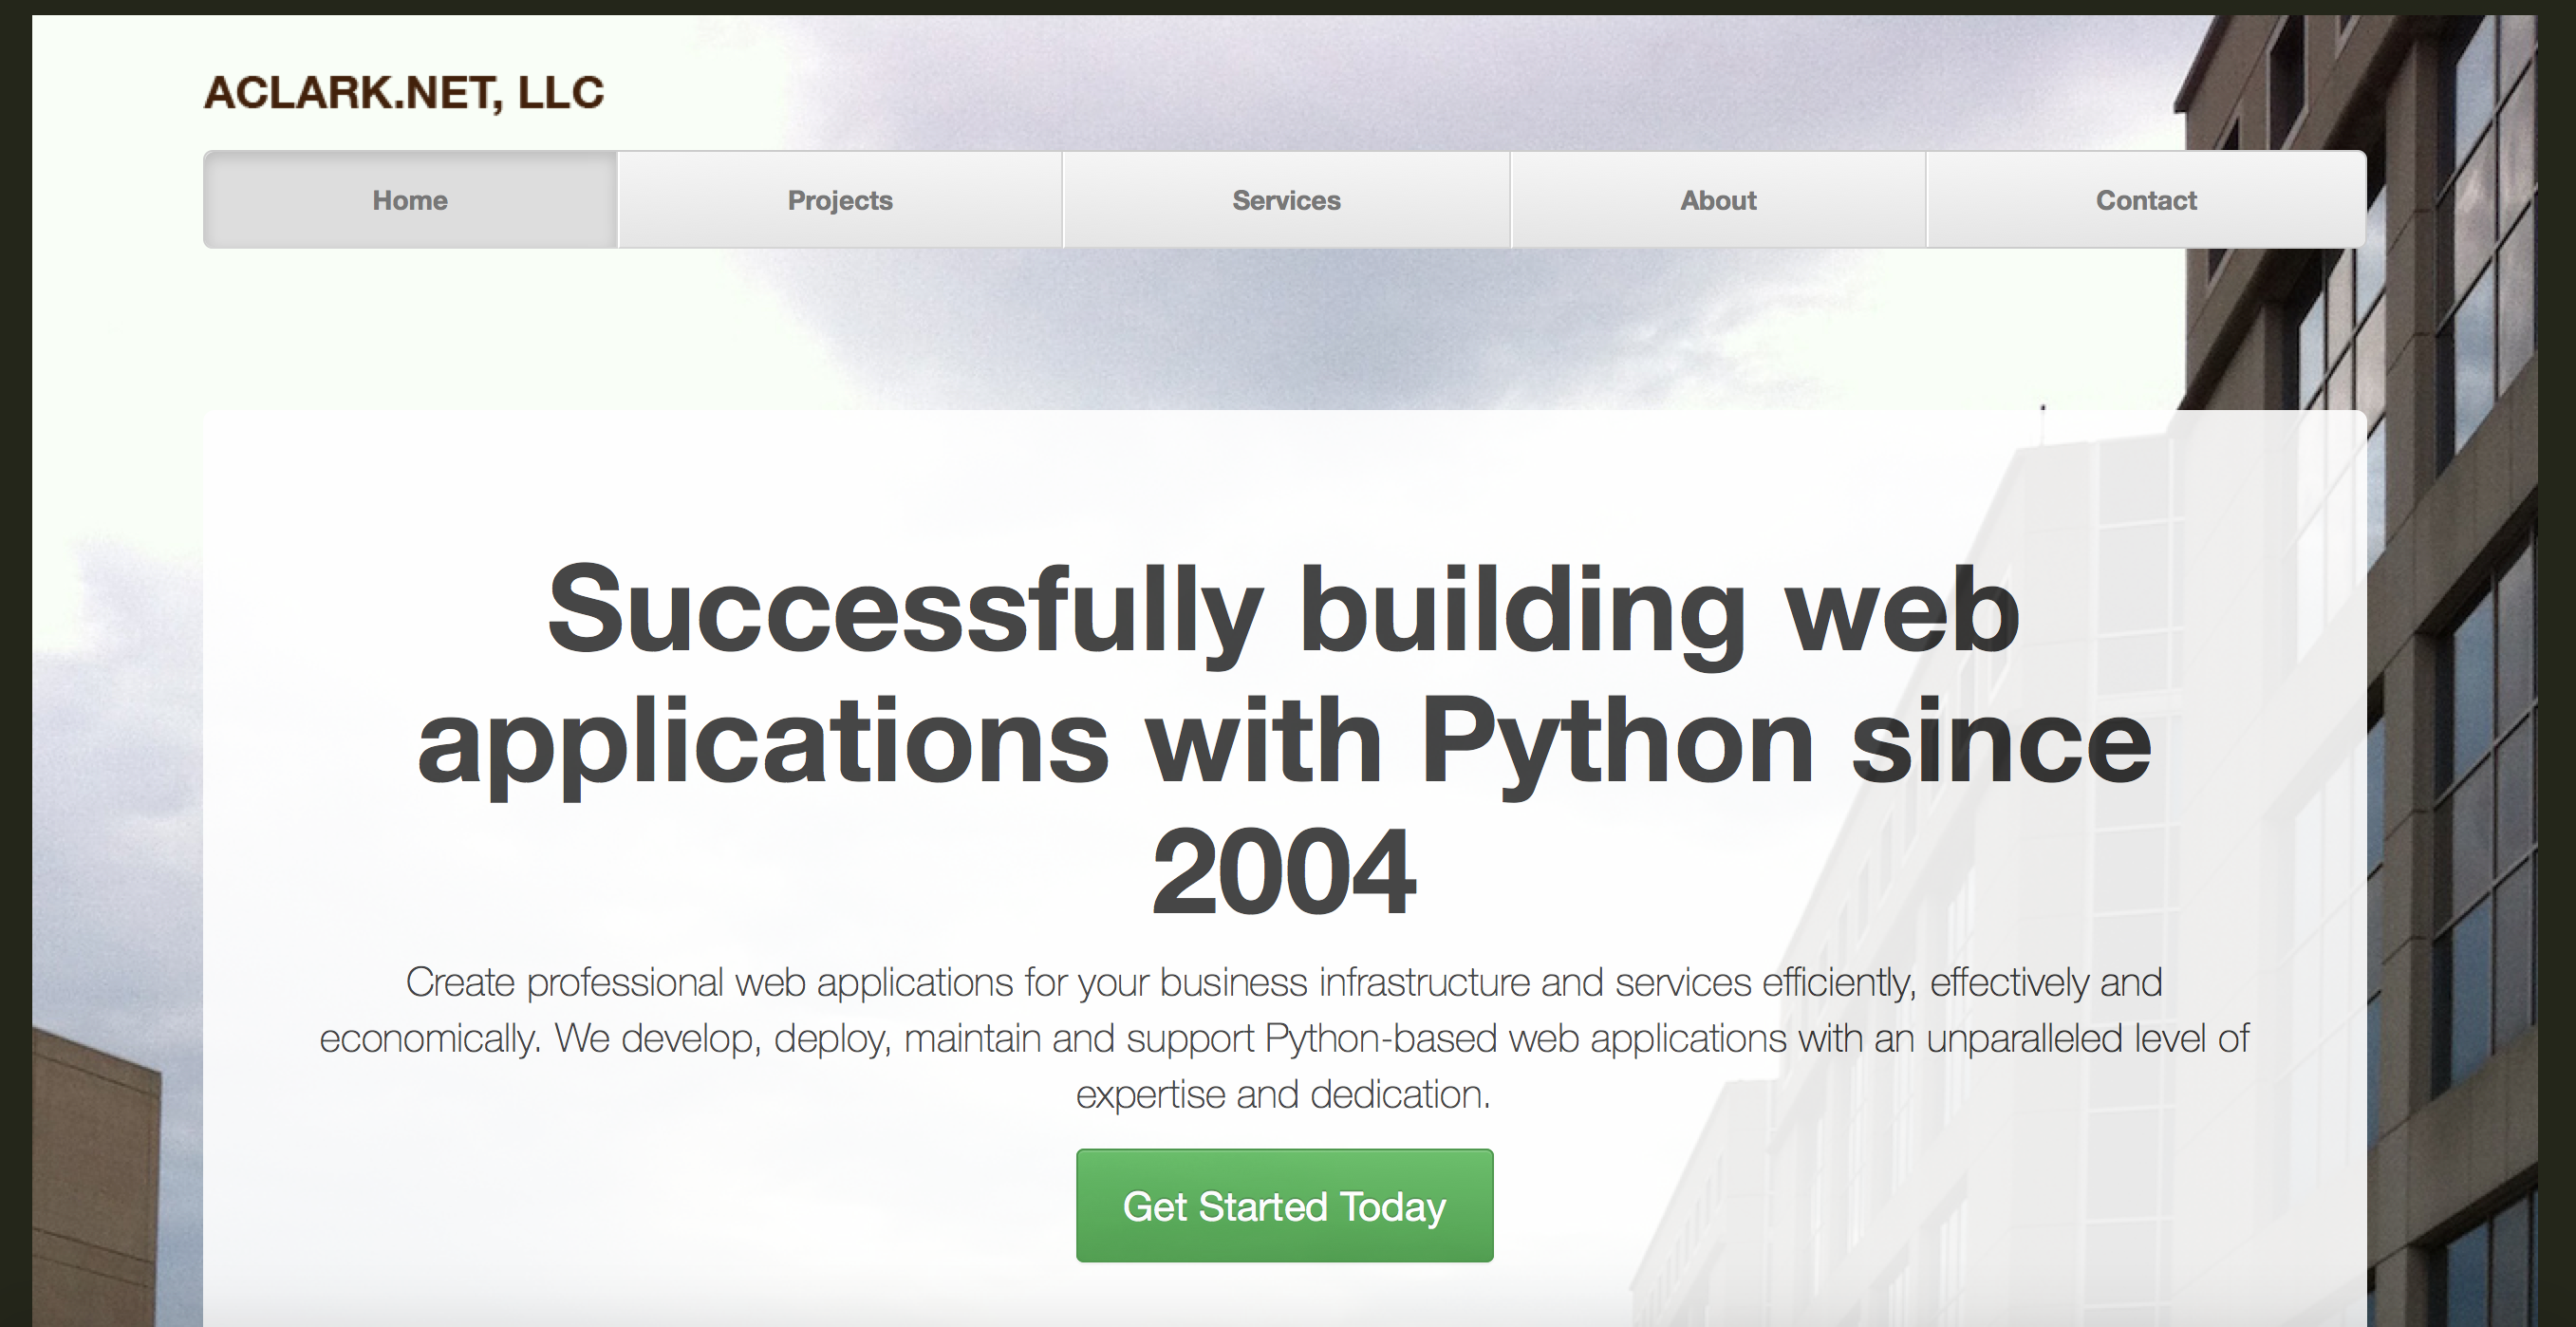 ACLARK.NET, LLC
Home
Projects
Services
About
Contact
Successfully building web
applications with Python since
2004
Create professional web applications for your business infrastructure and services efficiently, effectively and
economically. We develop, deploy, maintain and support Python-based web applications with an unparalleled level of
expertise and dedication.
Get Started Today